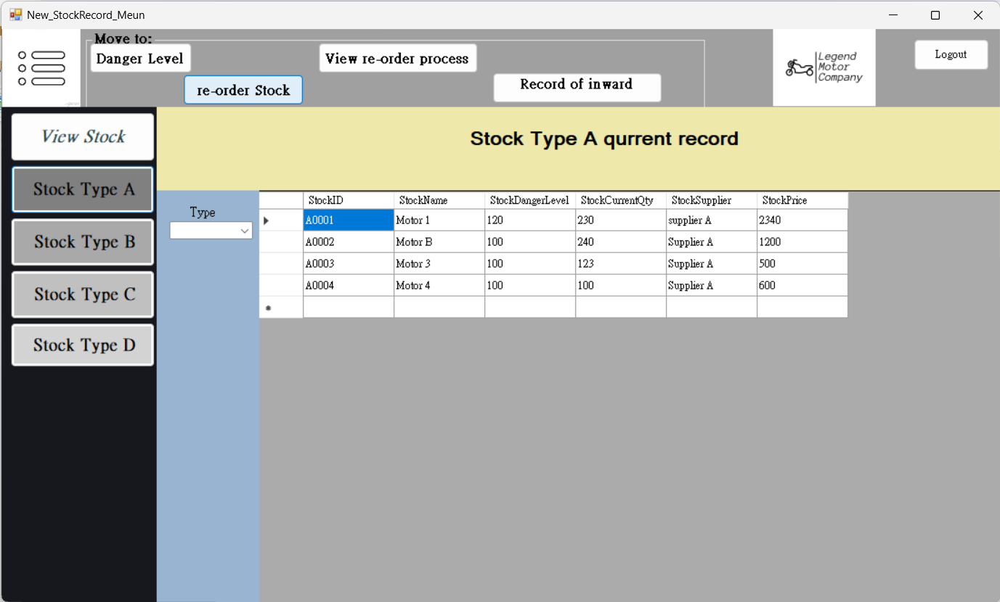 New_StockRecord_Meun
Move to:
Danger Level
View re-order process
re-order Stock
Record of inward
Legend
Motor
Company
Logout
View Stock
Stock Type A
Stock Type B
Stock Type C
Stock Type D
Stock Type A qurrent record
Type
StockID StockName StockDangerLevel StockCurrentQty StockSupplier StockPrice
A0001 Motor 1 120 230 supplier A 2340
A0002 Motor B 100 240 Supplier A 1200
A0003 Motor 3 100 123 Supplier A 500
A0004 Motor 4 100 100 Supplier A 600